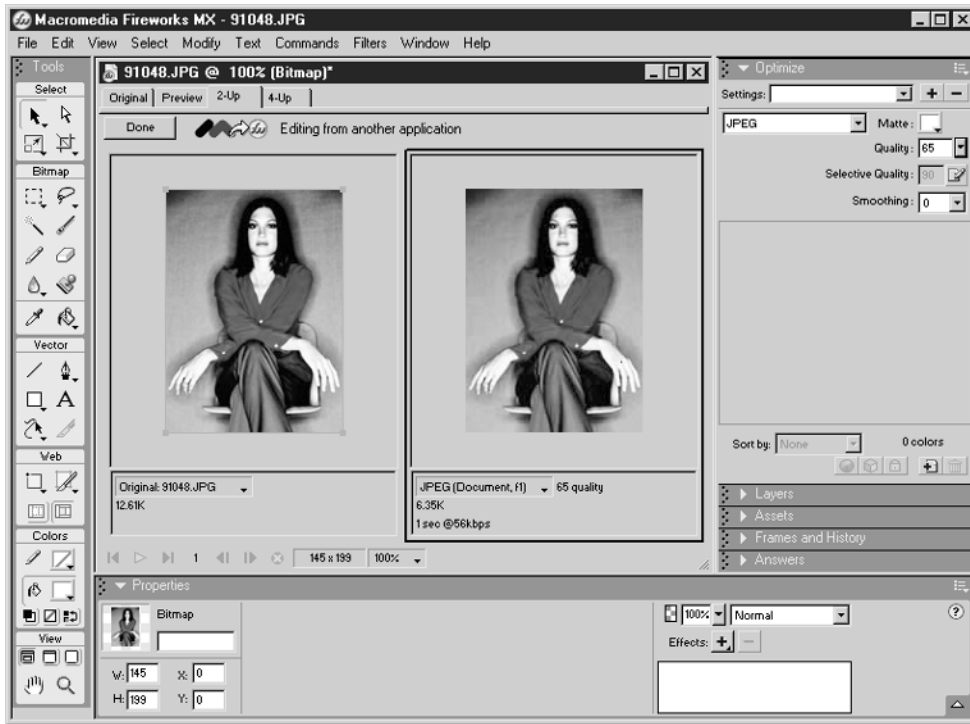 Macromedia Fireworks MX - 91048.JPG
File Edit View Select Modify Text Commands Filters Window Help
Tools
Select
Bitmap
Vector
Web
Colors
View
91048.JPG @ 100% (Bitmap)*
Original Preview 2-Up 4-Up
Done Editing from another application
Original: 91048.JPG
12.61K
JPEG (Document, f1) 65 quality
6.35K
1 sec @56kbps
1 145 x 199 100%
Optimize
Settings:
JPEG Matte:
Quality: 65
Selective Quality: 90
Smoothing: 0
Sort by: None 0 colors
Layers
Assets
Frames and History
Answers
Properties
Bitmap
W: 145 X: 0
H: 199 Y: 0
100% Normal
Effects: